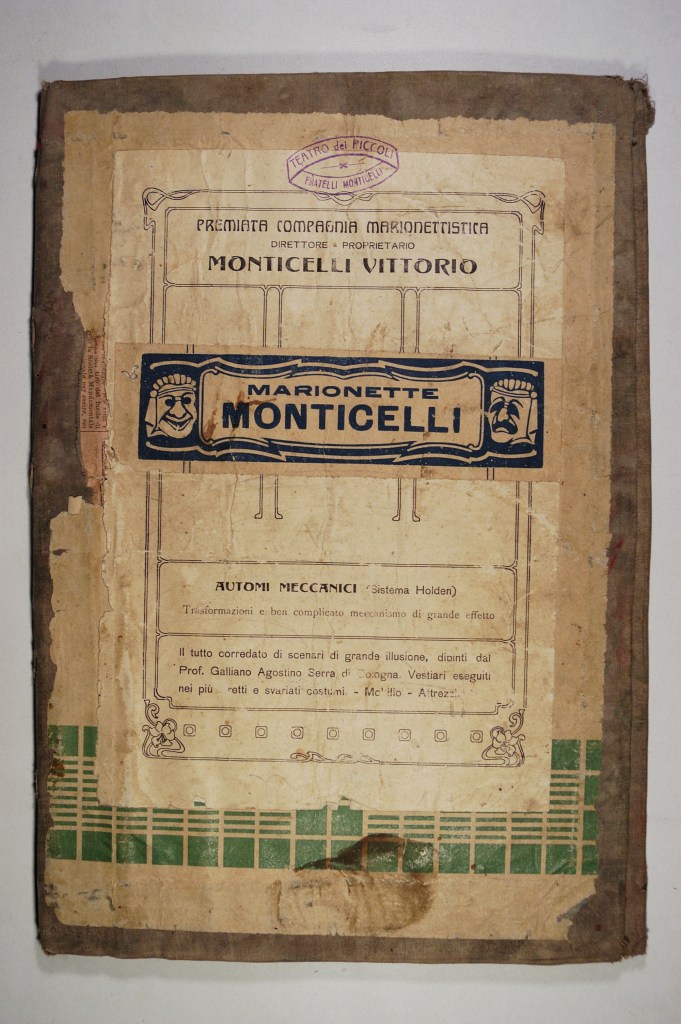 TEATRO dei PICCOLI
FRATELLI MONTICELLI
PREMIATA COMPAGNIA MARIONETTISTICA
DIRETTORE = PROPRIETARIO
MONTICELLI VITTORIO
MARIONETTE
MONTICELLI
AUTOMI MECCANICI (Sistema Holden)
Trasformazioni e ben complicato meccanismo di grande effetto
Il tutto corredato di scenari di grande illusione, dipinti dal
Prof. Galliano Agostino Serra di Bologna. Vestiari eseguiti
nei più e svariati costumi. -